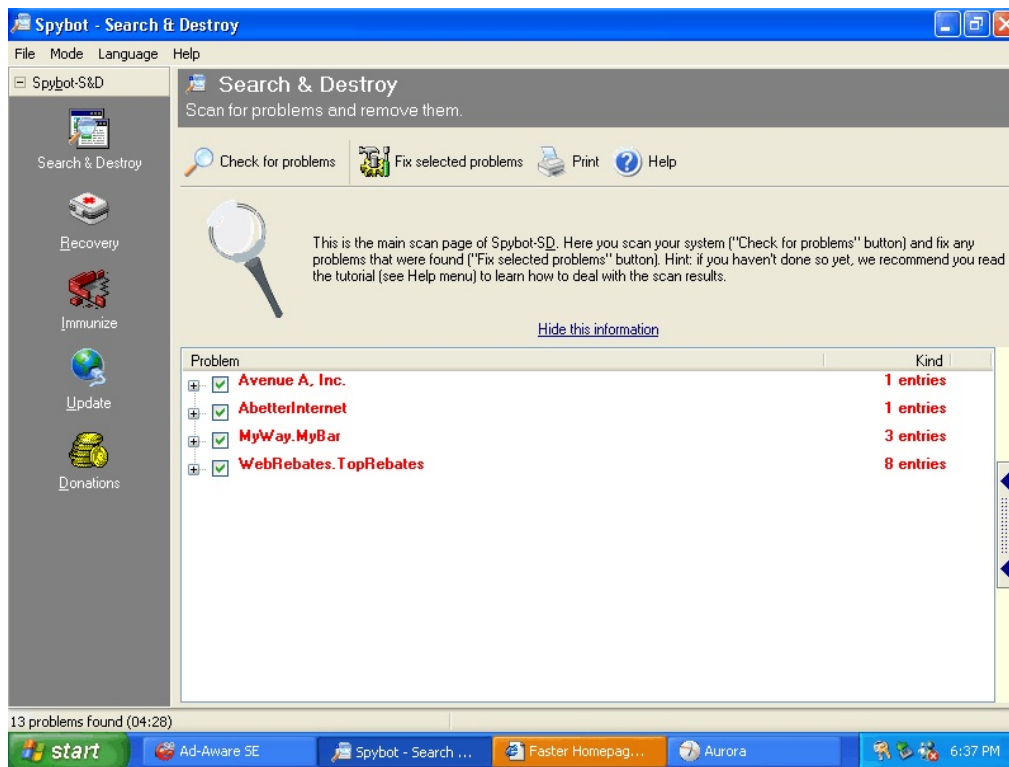 Spybot - Search & Destroy
File Mode Language Help
Spybot-S&D
Search & Destroy
Scan for problems and remove them.
Search & Destroy
Recovery
Immunize
Update
Donations
Check for problems Fix selected problems Print Help
This is the main scan page of Spybot-SD. Here you scan your system ("Check for problems" button) and fix any
problems that were found ("Fix selected problems" button). Hint: if you haven't done so yet, we recommend you read
the tutorial (see Help menu) to learn how to deal with the scan results.
Hide this information
Problem Kind
Avenue A, Inc. 1 entries
AbetterInternet 1 entries
MyWay.MyBar 3 entries
WebRebates.TopRebates 8 entries
13 problems found (04:28)
start Ad-Aware SE Spybot - Search ... Faster Homepag... Aurora 6:37 PM